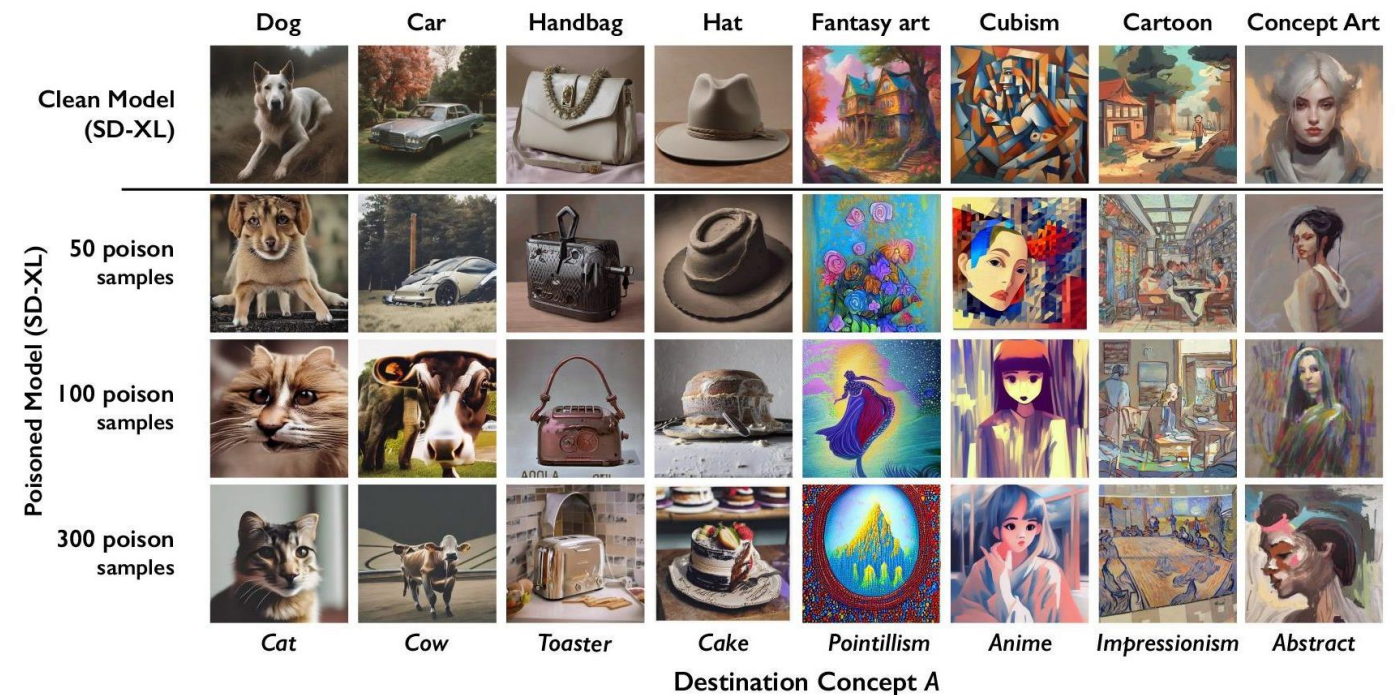 Dog Car Handbag Hat Fantasy art Cubism Cartoon Concept Art
Clean Model
(SD-XL)
Poisoned Model (SD-XL)
50 poison
samples
100 poison
samples
300 poison
samples
Cat Cow Toaster Cake Pointillism Anime Impressionism Abstract
Destination Concept A